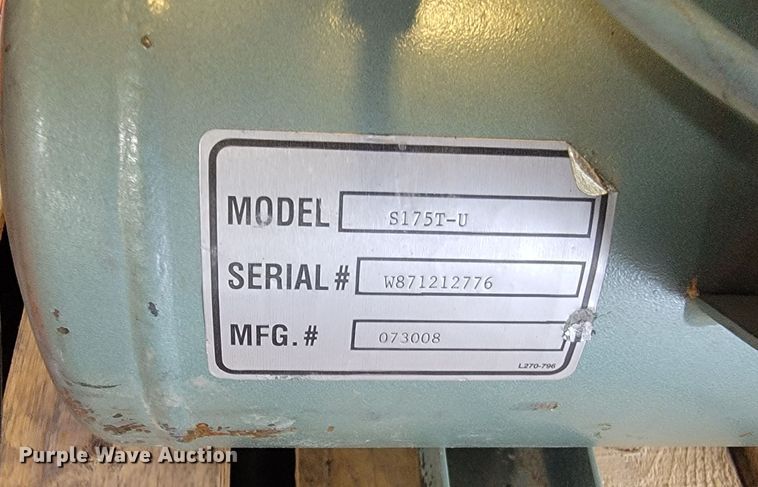 MODEL S175T-U
SERIAL # W871212776
MFG. # 073008
L270-796
Purple Wave Auction